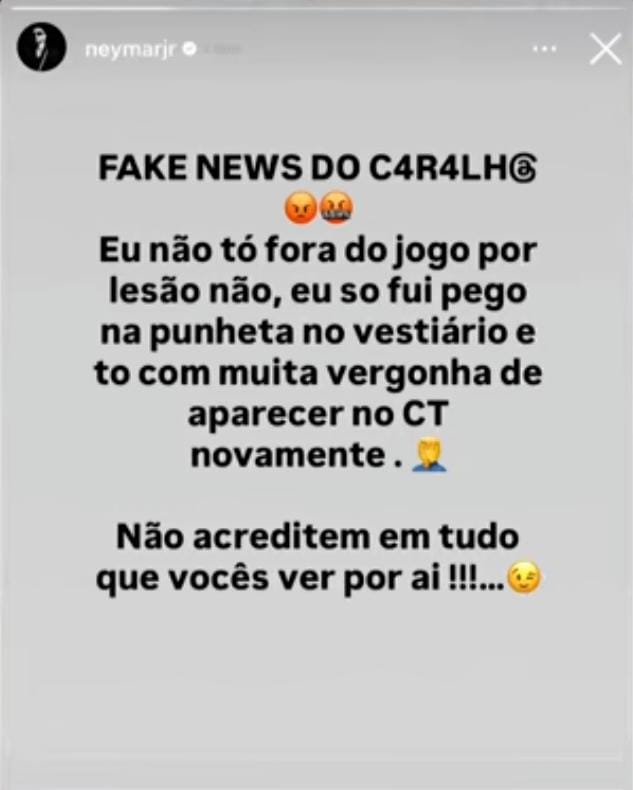 neymarjr
FAKE NEWS DO C4R4LH@
Eu não tó fora do jogo por
lesão não, eu so fui pego
na punheta no vestiário e
to com muita vergonha de
aparecer no CT
novamente .
Não acreditem em tudo
que vocês ver por ai !!!...